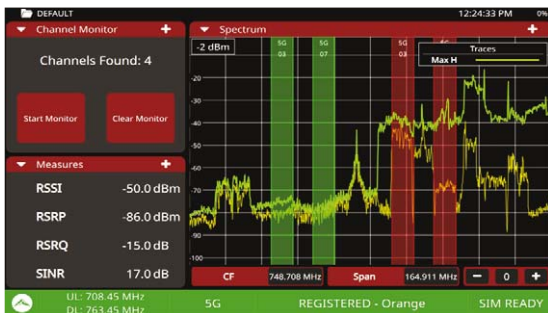 DEFAULT
12:24:33 PM
0%
Channel Monitor +
Channels Found: 4
Start Monitor
Clear Monitor
Measures +
RSSI -50.0 dBm
RSRP -86.0 dBm
RSRQ -15.0 dB
SINR 17.0 dB
Spectrum +
-2 dBm
5G
03
5G
07
5G
03
Traces
Max H
-20
-30
-40
-50
-60
-70
-80
-90
-100
CF 748.708 MHz Span 164.911 MHz - 0 +
UL: 708.45 MHz
DL: 763.45 MHz
5G
REGISTERED - Orange
SIM READY